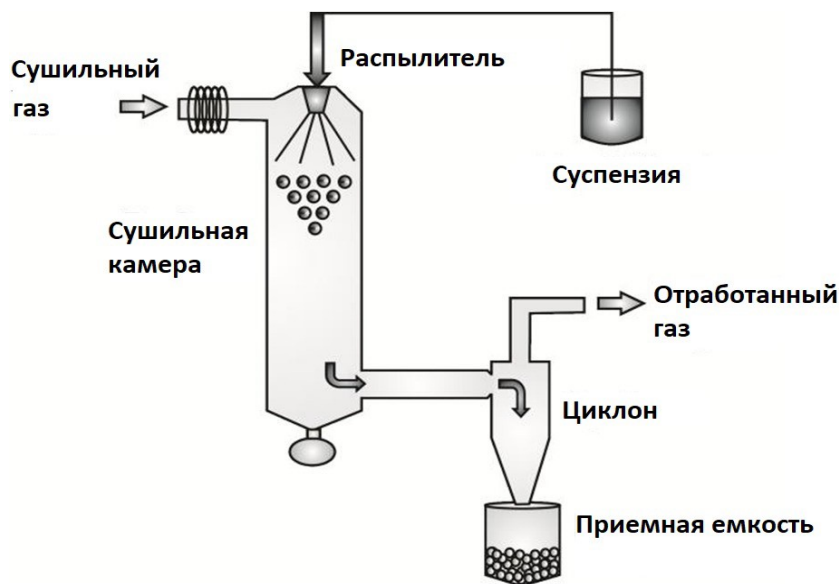 Распылитель
Сушильный
газ
Суспензия
Сушильная
камера
Отработанный
газ
Циклон
Приемная емкость